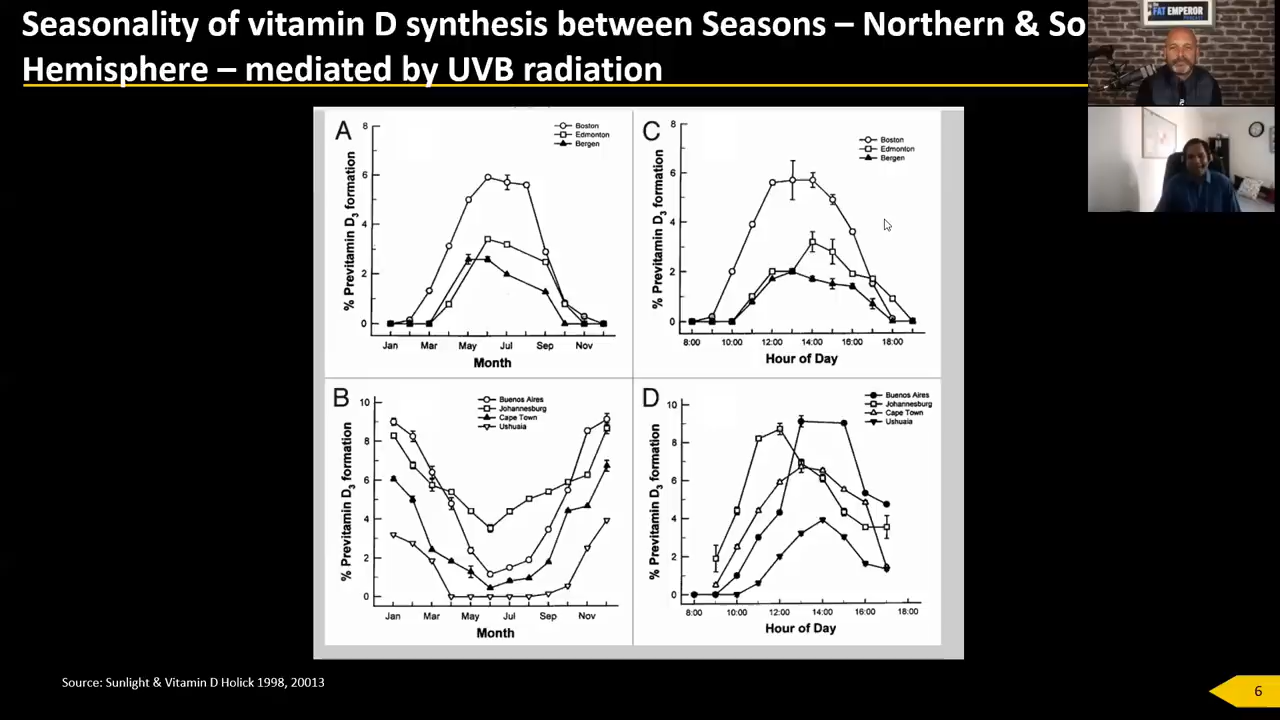 Seasonality of vitamin D synthesis between Seasons – Northern & So
Hemisphere – mediated by UVB radiation
FAT EMPEROR
A
8
6
4
2
0
% Previtamin D3 formation
Boston
Edmonton
Bergen
Jan Mar May Jul Sep Nov
Month
C
8
6
4
2
0
% Previtamin D3 formation
Boston
Edmonton
Bergen
8:00 10:00 12:00 14:00 16:00 18:00
Hour of Day
B
10
8
6
4
2
0
% Previtamin D3 formation
Buenos Aires
Johannesburg
Cape Town
Ushuaia
Jan Mar May Jul Sep Nov
Month
D
10
8
6
4
2
0
% Previtamin D3 formation
Buenos Aires
Johannesburg
Cape Town
Ushuaia
8:00 10:00 12:00 14:00 16:00 18:00
Hour of Day
Source: Sunlight & Vitamin D Holick 1998, 20013
6